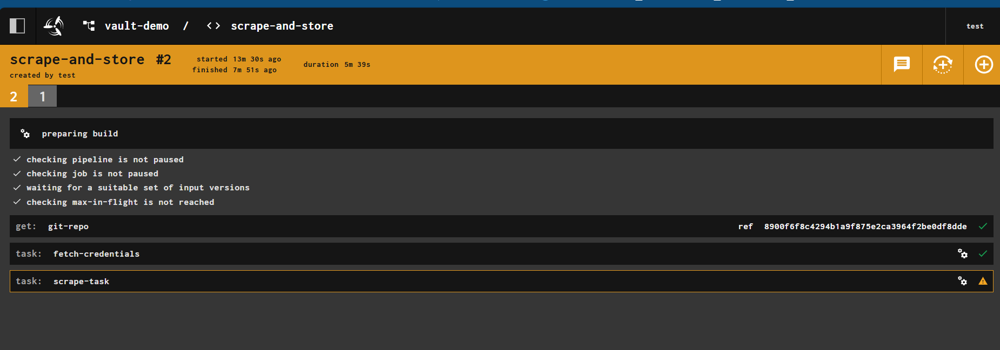 vault-demo / <> scrape-and-store
test
scrape-and-store #2
created by test
started 13m 30s ago
finished 7m 51s ago
duration 5m 39s
2 1
preparing build
checking pipeline is not paused
checking job is not paused
waiting for a suitable set of input versions
checking max-in-flight is not reached
get: git-repo ref 8900f6f8c4294b1a9f875e2ca3964f2be0df8dde
task: fetch-credentials
task: scrape-task